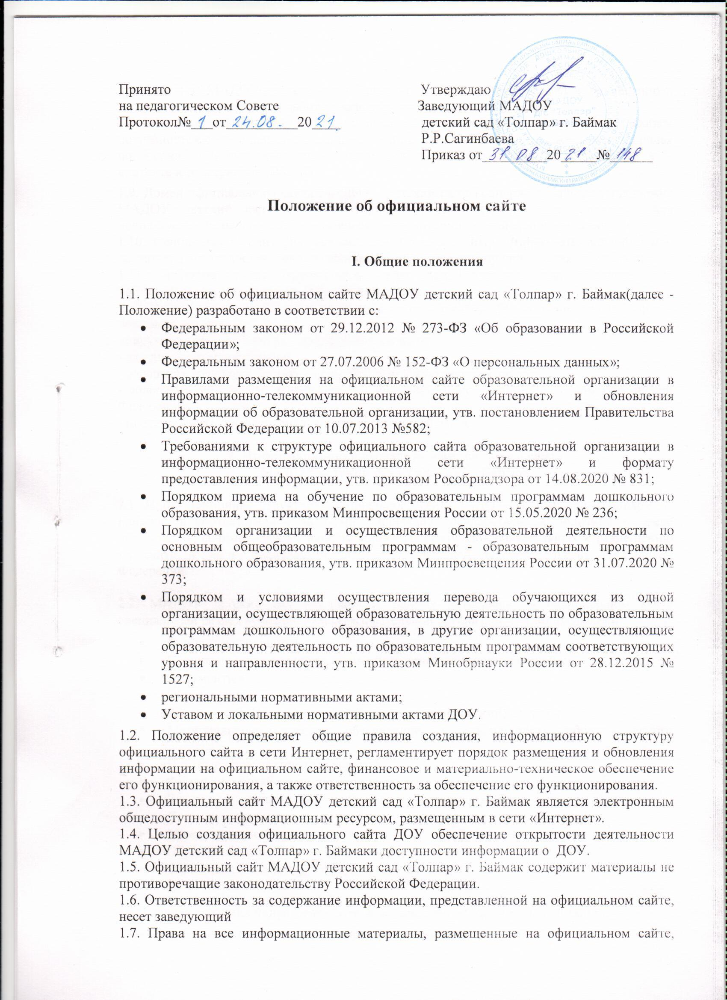 Принято
на педагогическом Совете
Протокол№ 1 от 24.08. 20 21
Утверждаю
Заведующий МАДОУ
детский сад «Толпар» г. Баймак
Р.Р.Сагинбаева
Приказ от 31.08 20 21 № 148
Положение об официальном сайте
I. Общие положения
1.1. Положение об официальном сайте МАДОУ детский сад «Толпар» г. Баймак(далее -
Положение) разработано в соответствии с:
• Федеральным законом от 29.12.2012 № 273-ФЗ «Об образовании в Российской
Федерации»;
• Федеральным законом от 27.07.2006 № 152-ФЗ «О персональных данных»;
• Правилами размещения на официальном сайте образовательной организации в
информационно-телекоммуникационной сети «Интернет» и обновления
информации об образовательной организации, утв. постановлением Правительства
Российской Федерации от 10.07.2013 №582;
• Требованиями к структуре официального сайта образовательной организации в
информационно-телекоммуникационной сети «Интернет» и формату
предоставления информации, утв. приказом Рособрнадзора от 14.08.2020 № 831;
• Порядком приема на обучение по образовательным программам дошкольного
образования, утв. приказом Минпросвещения России от 15.05.2020 № 236;
• Порядком организации и осуществления образовательной деятельности по
основным общеобразовательным программам - образовательным программам
дошкольного образования, утв. приказом Минпросвещения России от 31.07.2020 №
373;
• Порядком и условиями осуществления перевода обучающихся из одной
организации, осуществляющей образовательную деятельность по образовательным
программам дошкольного образования, в другие организации, осуществляющие
образовательную деятельность по образовательным программам соответствующих
уровня и направленности, утв. приказом Минобрнауки России от 28.12.2015 №
1527;
• региональными нормативными актами;
• Уставом и локальными нормативными актами ДОУ.
1.2. Положение определяет общие правила создания, информационную структуру
официального сайта в сети Интернет, регламентирует порядок размещения и обновления
информации на официальном сайте, финансовое и материально-техническое обеспечение
его функционирования, а также ответственность за обеспечение его функционирования.
1.3. Официальный сайт МАДОУ детский сад «Толпар» г. Баймак является электронным
общедоступным информационным ресурсом, размещенным в сети «Интернет».
1.4. Целью создания официального сайта ДОУ обеспечение открытости деятельности
МАДОУ детский сад «Толпар» г. Баймаки доступности информации о ДОУ.
1.5. Официальный сайт МАДОУ детский сад «Толпар» г. Баймак содержит материалы не
противоречащие законодательству Российской Федерации.
1.6. Ответственность за содержание информации, представленной на официальном сайте,
несет заведующий
1.7. Права на все информационные материалы, размещенные на официальном сайте,